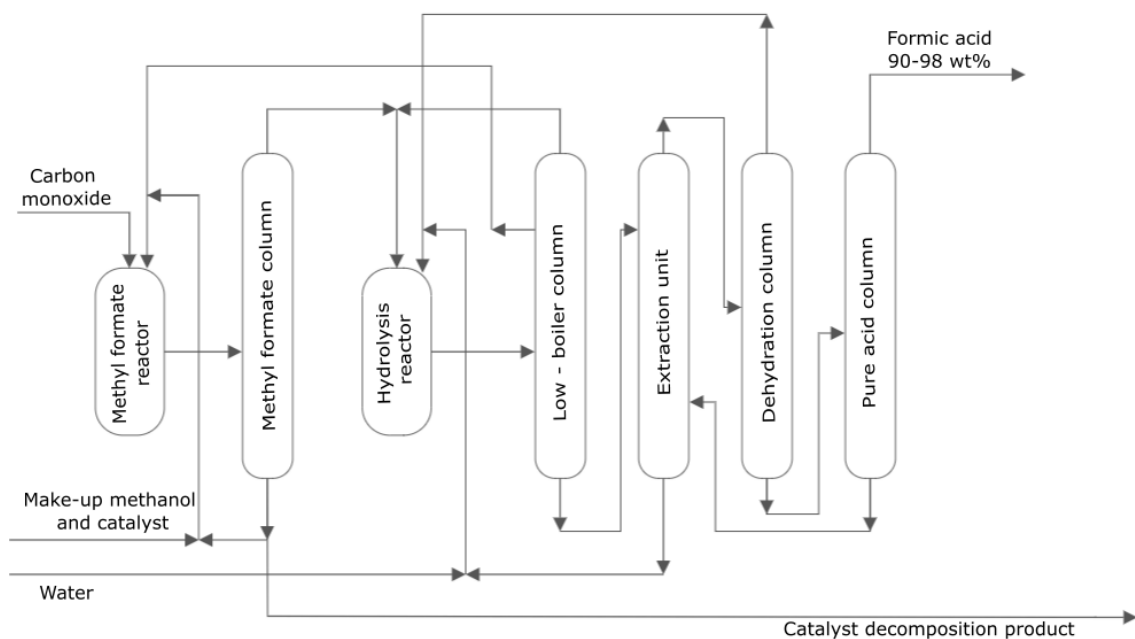 Formic acid
90-98 wt%
Carbon
monoxide
Methyl formate
reactor
Methyl formate column
Hydrolysis
reactor
Low - boiler column
Extraction unit
Dehydration column
Pure acid column
Make-up methanol
and catalyst
Water
Catalyst decomposition product